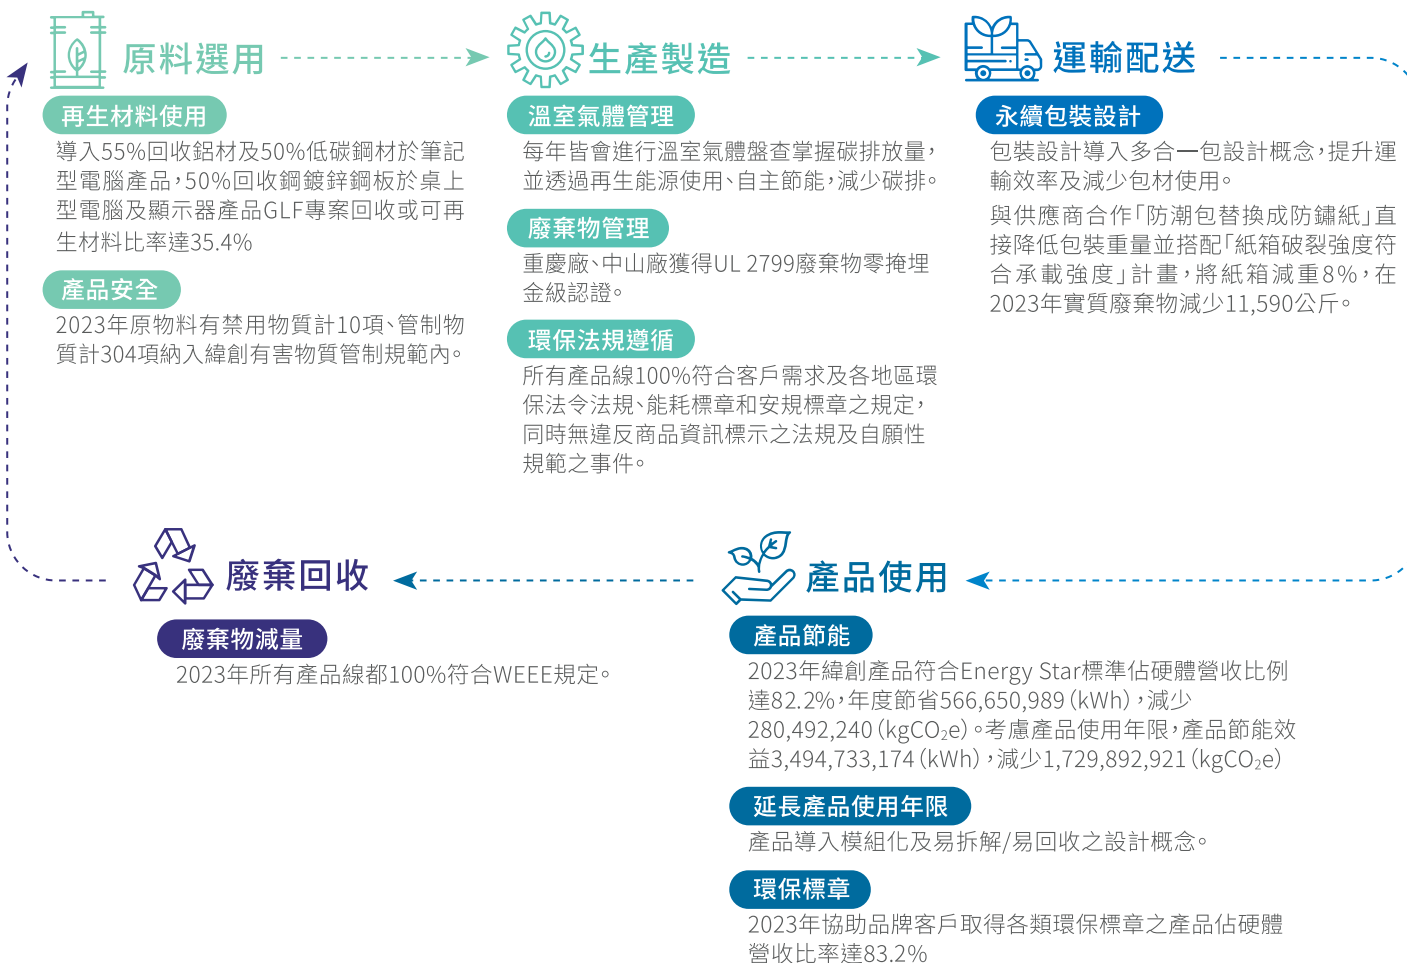 原料選用
再生材料使用
導入55%回收鋁材及50%低碳鋼材於筆記
型電腦產品，50%回收鋼鍍鋅鋼板於桌上
型電腦及顯示器產品GLF專案回收或可再
生材料比率達35.4%
產品安全
2023年原物料有禁用物質計10項、管制物
質計304項納入緯創有害物質管制規範內。
生產製造
溫室氣體管理
每年皆會進行溫室氣體盤查掌握碳排放量，
並透過再生能源使用、自主節能，減少碳排。
廢棄物管理
重慶廠、中山廠獲得UL 2799廢棄物零掩埋
金級認證。
環保法規遵循
所有產品線100%符合客戶需求及各地區環
保法令法規、能耗標章和安規標章之規定，
同時無違反商品資訊標示之法規及自願性
規範之事件。
運輸配送
永續包裝設計
包裝設計導入多合一包設計概念，提升運
輸效率及減少包材使用。
與供應商合作「防潮包替換成防鏽紙」直
接降低包裝重量並搭配「紙箱破裂強度符
合承載強度」計畫，將紙箱減重8%，在
2023年實質廢棄物減少11,590公斤。
產品使用
產品節能
2023年緯創產品符合Energy Star標準佔硬體營收比例
達82.2%，年度節省566,650,989（kWh），減少
280,492,240（kgCO₂e）。考慮產品使用年限，產品節能效
益3,494,733,174（kWh），減少1,729,892,921（kgCO₂e）
延長產品使用年限
產品導入模組化及易拆解/易回收之設計概念。
環保標章
2023年協助品牌客戶取得各類環保標章之產品佔硬體
營收比率達83.2%
廢棄回收
廢棄物減量
2023年所有產品線都100%符合WEEE規定。